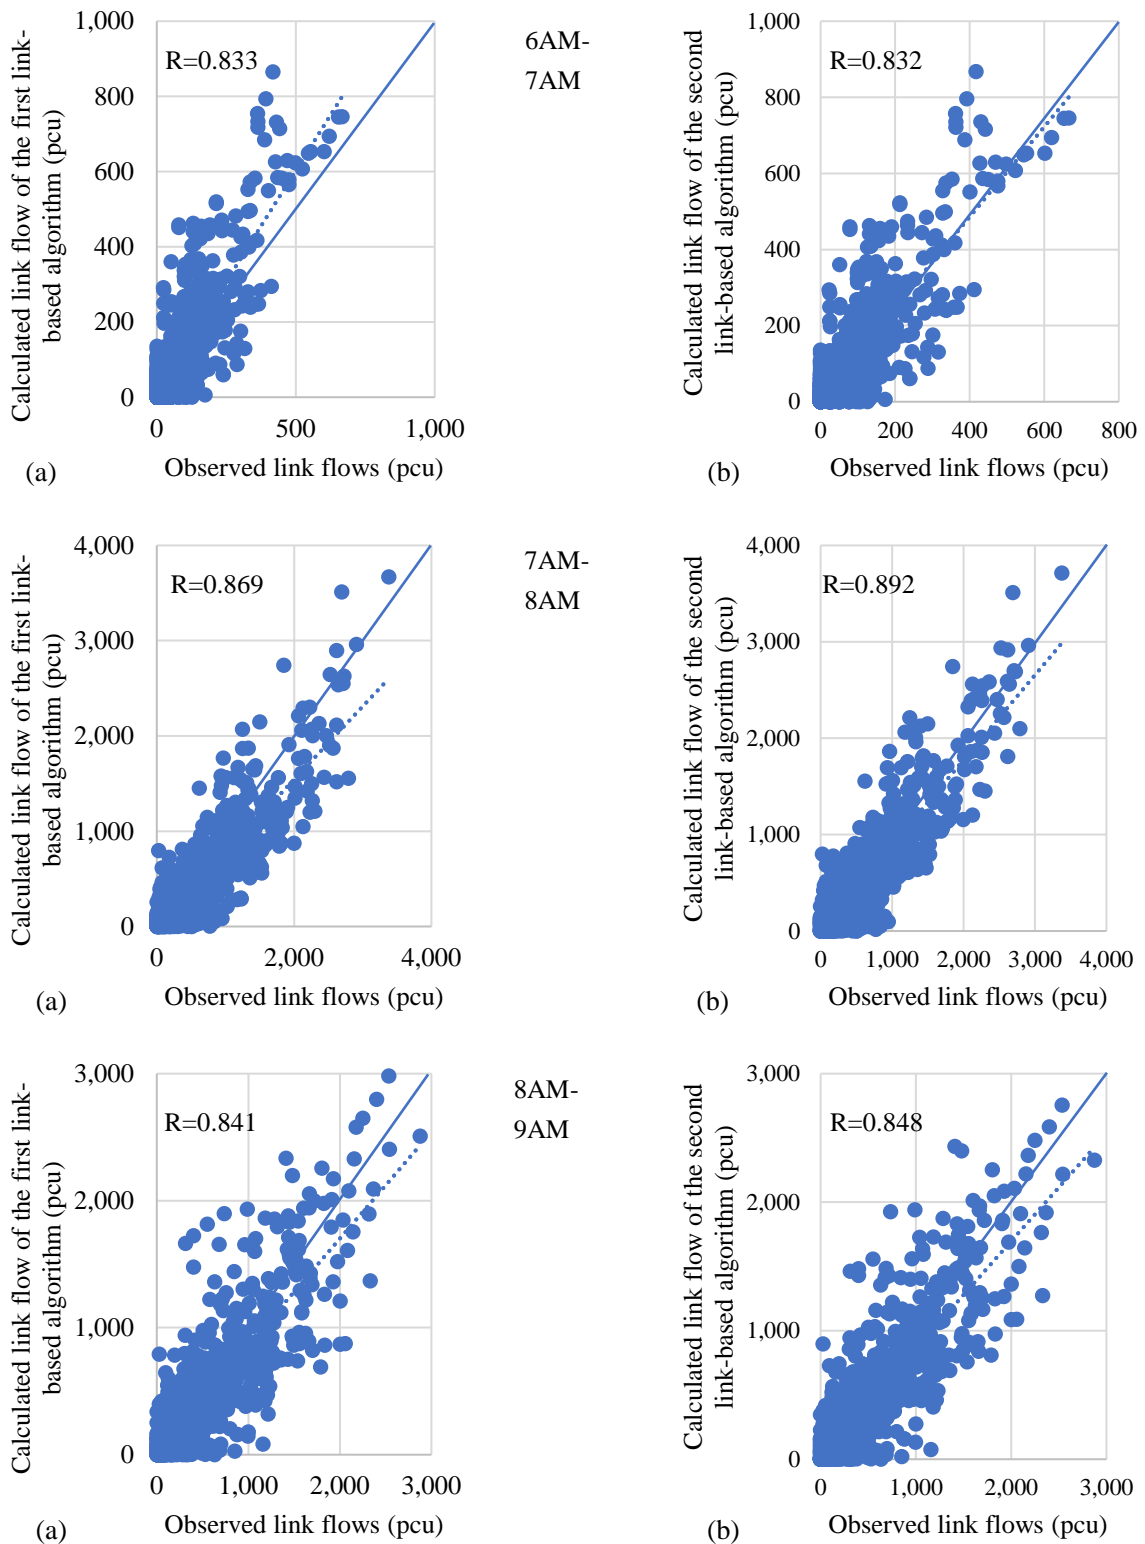 Calculated link flow of the first link-
based algorithm (pcu)
1,000
800
600
400
200
0
R=0.833
0
500
1,000
(a)
Observed link flows (pcu)
6AM-
7AM
Calculated link flow of the second
link-based algorithm (pcu)
1,000
800
600
400
200
0
R=0.832
0
200
400
600
800
(b)
Observed link flows (pcu)
Calculated link flow of the first link-
based algorithm (pcu)
4,000
3,000
2,000
1,000
0
R=0.869
0
2,000
4,000
(a)
Observed link flows (pcu)
7AM-
8AM
Calculated link flow of the second
link-based algorithm (pcu)
4,000
3,000
2,000
1,000
0
R=0.892
0
1,000
2,000
3,000
4,000
(b)
Observed link flows (pcu)
Calculated link flow of the first link-
based algorithm (pcu)
3,000
2,000
1,000
0
R=0.841
0
1,000
2,000
3,000
(a)
Observed link flows (pcu)
8AM-
9AM
Calculated link flow of the second
link-based algorithm (pcu)
3,000
2,000
1,000
0
R=0.848
0
1,000
2,000
3,000
(b)
Observed link flows (pcu)